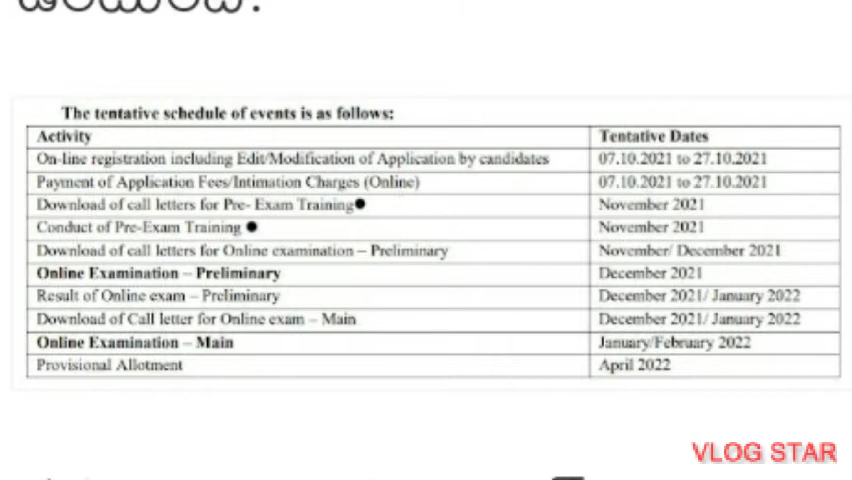 The tentative schedule of events is as follows:
Activity Tentative Dates
On-line registration including Edit/Modification of Application by candidates 07.10.2021 to 27.10.2021
Payment of Application Fees/Intimation Charges (Online) 07.10.2021 to 27.10.2021
Download of call letters for Pre- Exam Training● November 2021
Conduct of Pre-Exam Training ● November 2021
Download of call letters for Online examination – Preliminary November/ December 2021
Online Examination – Preliminary December 2021
Result of Online exam – Preliminary December 2021/ January 2022
Download of Call letter for Online exam – Main December 2021/ January 2022
Online Examination – Main January/February 2022
Provisional Allotment April 2022
VLOG STAR